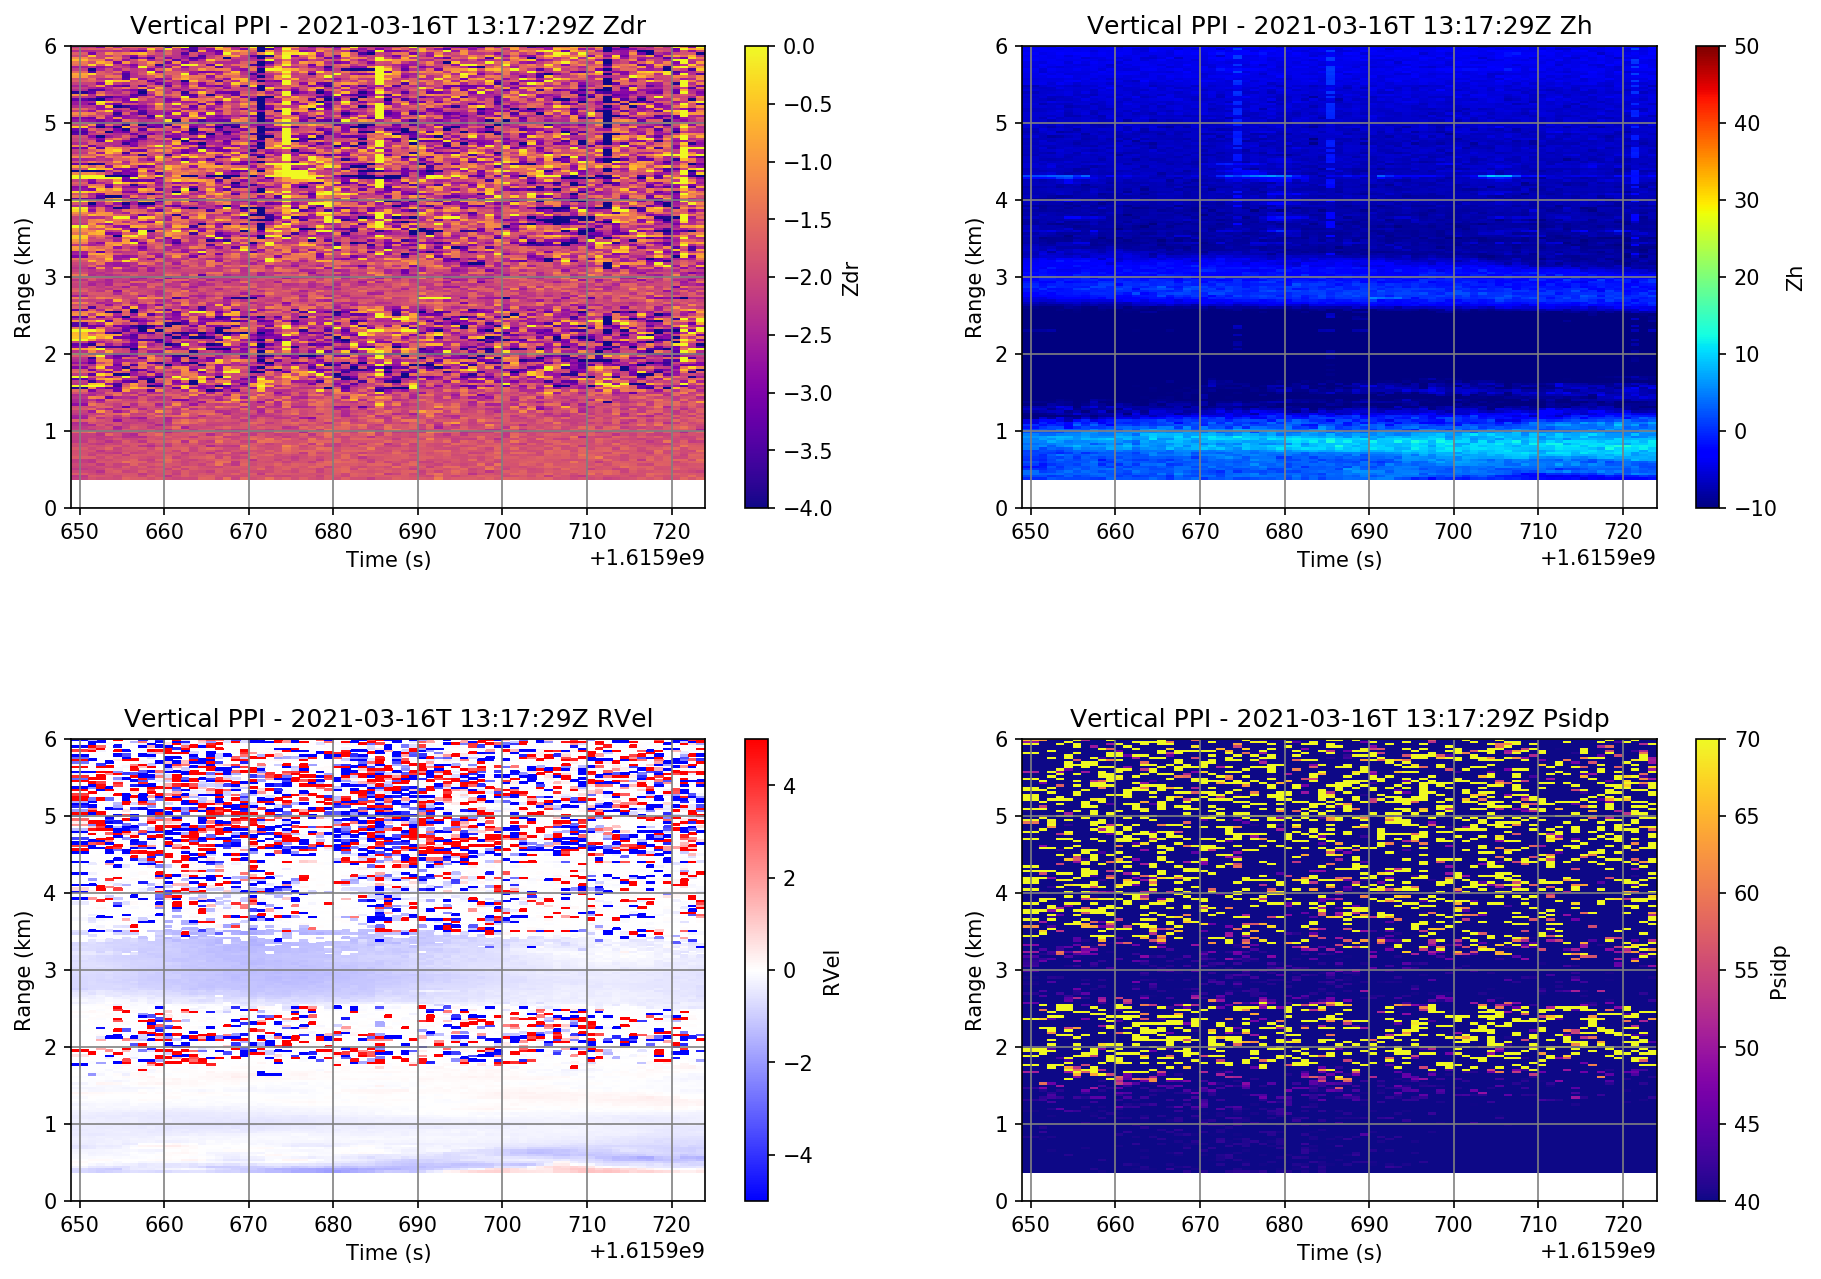 Vertical PPI - 2021-03-16T 13:17:29Z Zdr
6
5
4
3
2
1
0
Range (km)
650 660 670 680 690 700 710 720
Time (s)
+1.6159e9
0.0
−0.5
−1.0
−1.5
−2.0
−2.5
−3.0
−3.5
−4.0
Zdr
Vertical PPI - 2021-03-16T 13:17:29Z Zh
6
5
4
3
2
1
0
Range (km)
650 660 670 680 690 700 710 720
Time (s)
+1.6159e9
50
40
30
20
10
0
−10
Zh
Vertical PPI - 2021-03-16T 13:17:29Z RVel
6
5
4
3
2
1
0
Range (km)
650 660 670 680 690 700 710 720
Time (s)
+1.6159e9
4
2
0
−2
−4
RVel
Vertical PPI - 2021-03-16T 13:17:29Z Psidp
6
5
4
3
2
1
0
Range (km)
650 660 670 680 690 700 710 720
Time (s)
+1.6159e9
70
65
60
55
50
45
40
Psidp